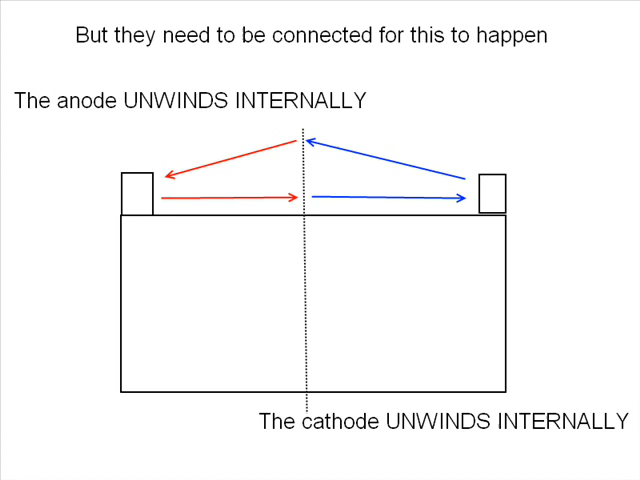 But they need to be connected for this to happen
The anode UNWINDS INTERNALLY
The cathode UNWINDS INTERNALLY